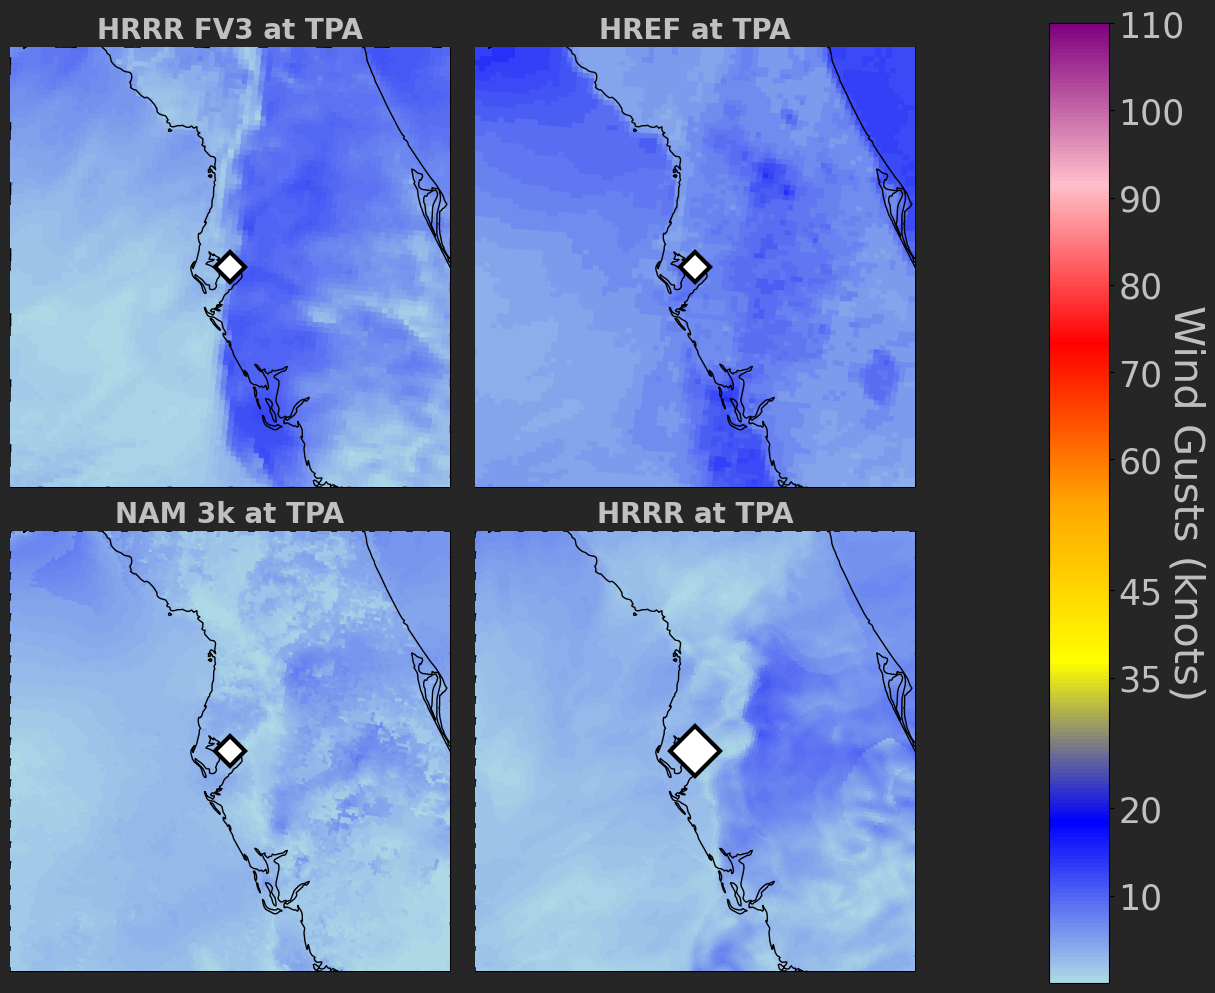 HRRR FV3 at TPA
HREF at TPA
NAM 3k at TPA
HRRR at TPA
110
100
90
80
70
60
45
35
20
10
Wind Gusts (knots)